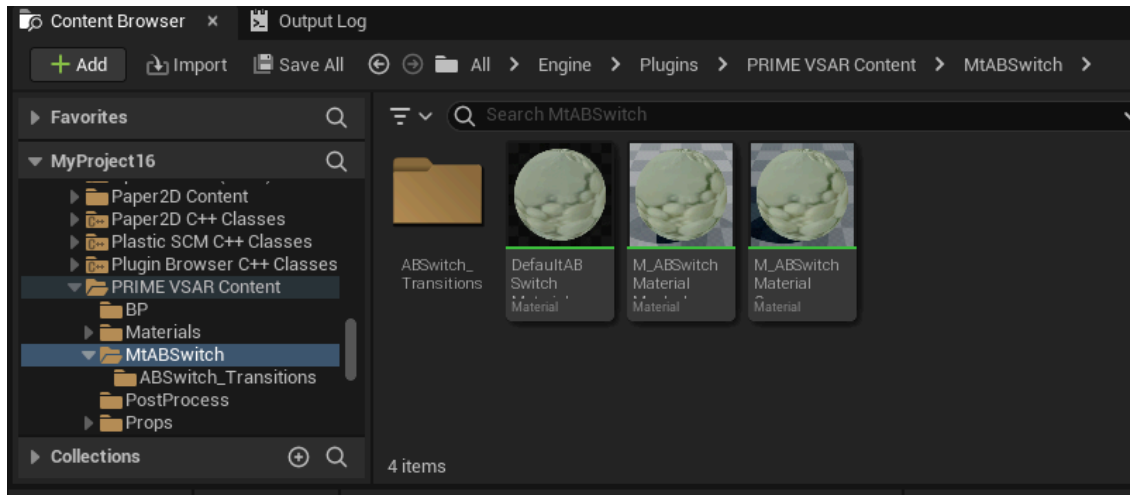 Content Browser
Output Log
Add Import Save All All > Engine > Plugins > PRIME VSAR Content > MtABSwitch >
Favorites
MyProject16
Paper2D Content
Paper2D C++ Classes
Plastic SCM C++ Classes
Plugin Browser C++ Classes
PRIME VSAR Content
BP
Materials
MtABSwitch
ABSwitch_Transitions
PostProcess
Props
Collections
Search MtABSwitch
ABSwitch_
Transitions
DefaultAB
Switch
Material
M_ABSwitch
Material
Material
M_ABSwitch
Material
Material
4 items